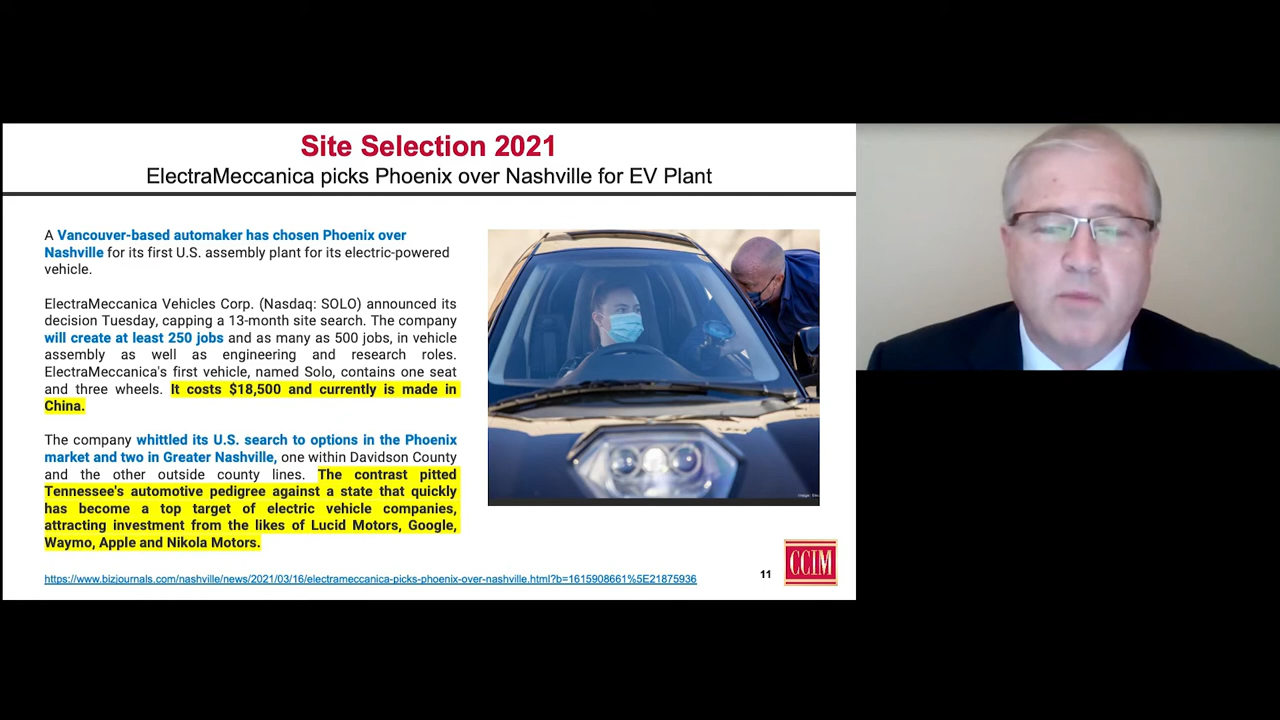 Site Selection 2021
ElectraMeccanica picks Phoenix over Nashville for EV Plant
A Vancouver-based automaker has chosen Phoenix over
Nashville for its first U.S. assembly plant for its electric-powered
vehicle.
ElectraMeccanica Vehicles Corp. (Nasdaq: SOLO) announced its
decision Tuesday, capping a 13-month site search. The company
will create at least 250 jobs and as many as 500 jobs, in vehicle
assembly as well as engineering and research roles.
ElectraMeccanica's first vehicle, named Solo, contains one seat
and three wheels. It costs $18,500 and currently is made in
China.
The company whittled its U.S. search to options in the Phoenix
market and two in Greater Nashville, one within Davidson County
and the other outside county lines. The contrast pitted
Tennessee's automotive pedigree against a state that quickly
has become a top target of electric vehicle companies,
attracting investment from the likes of Lucid Motors, Google,
Waymo, Apple and Nikola Motors.
https://www.bizjournals.com/nashville/news/2021/03/16/electrameccanica-picks-phoenix-over-nashville.html?b=1615908661%5E21875936
11
CCIM